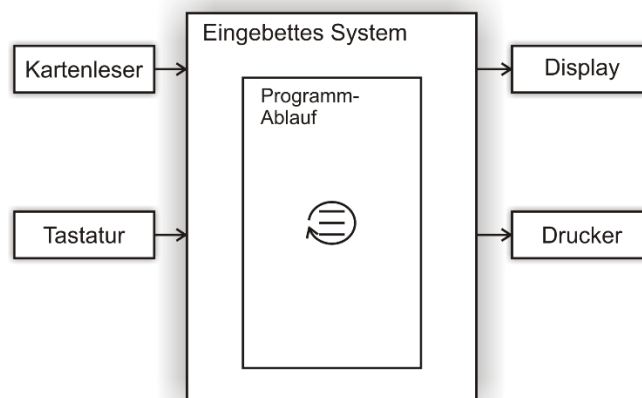 Eingebettes System
Kartenleser
Programm-
Ablauf
Display
Tastatur
Drucker